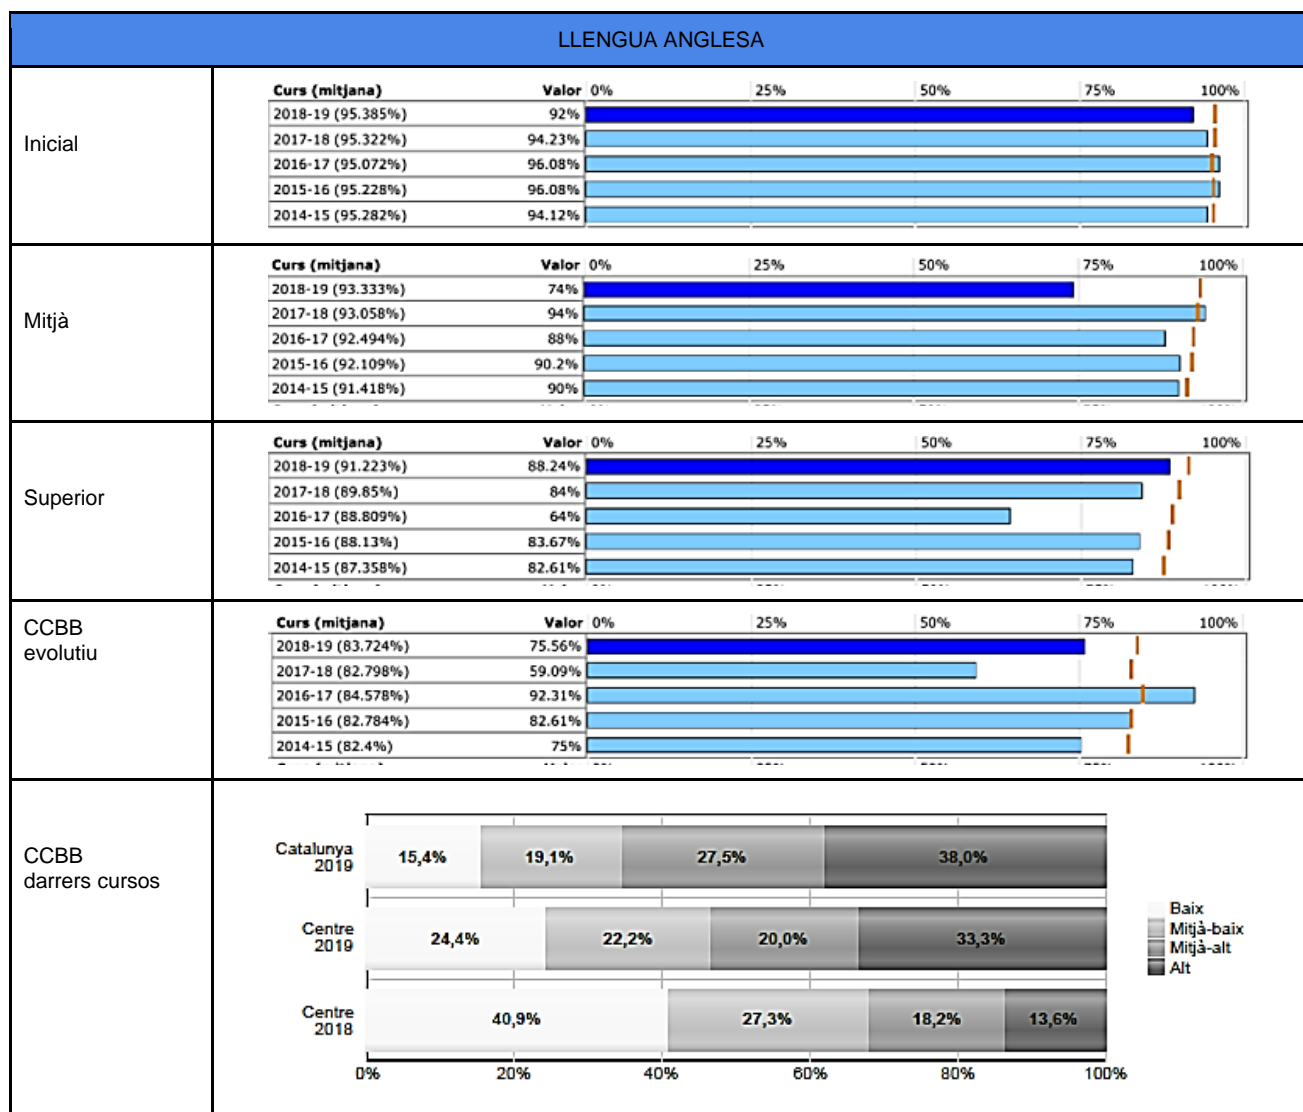 LLENGUA ANGLESA
Inicial
Curs (mitjana) Valor 0% 25% 50% 75% 100%
2018-19 (95.385%) 92%
2017-18 (95.322%) 94.23%
2016-17 (95.072%) 96.08%
2015-16 (95.228%) 96.08%
2014-15 (95.282%) 94.12%
Mitjà
Curs (mitjana) Valor 0% 25% 50% 75% 100%
2018-19 (93.333%) 74%
2017-18 (93.058%) 94%
2016-17 (92.494%) 88%
2015-16 (92.109%) 90.2%
2014-15 (91.418%) 90%
Superior
Curs (mitjana) Valor 0% 25% 50% 75% 100%
2018-19 (91.223%) 88.24%
2017-18 (89.85%) 84%
2016-17 (88.809%) 64%
2015-16 (88.13%) 83.67%
2014-15 (87.358%) 82.61%
CCBB
evolutiu
Curs (mitjana) Valor 0% 25% 50% 75% 100%
2018-19 (83.724%) 75.56%
2017-18 (82.798%) 59.09%
2016-17 (84.578%) 92.31%
2015-16 (82.784%) 82.61%
2014-15 (82.4%) 75%
CCBB
darrers cursos
Catalunya
2019
15,4% 19,1% 27,5% 38,0%
Centre
2019
24,4% 22,2% 20,0% 33,3%
Centre
2018
40,9% 27,3% 18,2% 13,6%
0% 20% 40% 60% 80% 100%
Baix
Mitjà-baix
Mitjà-alt
Alt